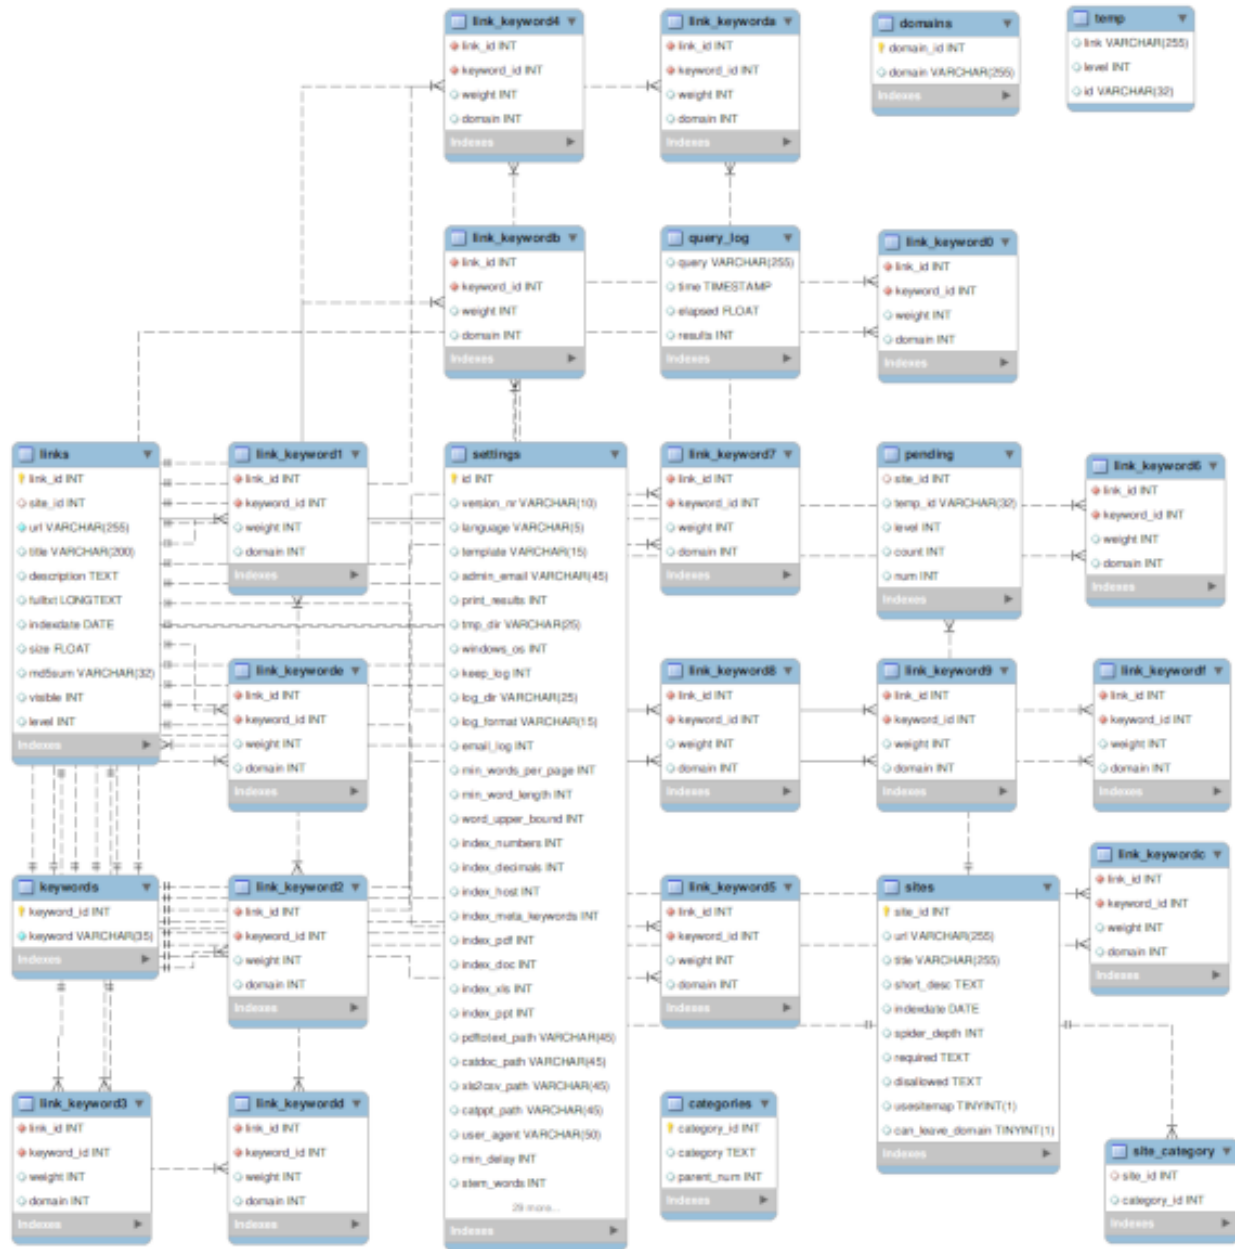 link_keyword4
link_id INT
keyword_id INT
weight INT
domain INT
Indexes
link_keyworda
link_id INT
keyword_id INT
weight INT
domain INT
Indexes
domains
domain_id INT
domain VARCHAR(255)
Indexes
temp
link VARCHAR(255)
level INT
id VARCHAR(32)
link_keywordb
link_id INT
keyword_id INT
weight INT
domain INT
Indexes
query_log
query VARCHAR(255)
time TIMESTAMP
elapsed FLOAT
results INT
Indexes
link_keyword0
link_id INT
keyword_id INT
weight INT
domain INT
Indexes
links
link_id INT
site_id INT
url VARCHAR(255)
title VARCHAR(200)
description TEXT
fulltxt LONGTEXT
indexdate DATE
size FLOAT
md5sum VARCHAR(32)
visible INT
level INT
Indexes
link_keyword1
link_id INT
keyword_id INT
weight INT
domain INT
Indexes
settings
id INT
version_nr VARCHAR(10)
language VARCHAR(5)
template VARCHAR(15)
admin_email VARCHAR(45)
print_results INT
tmp_dir VARCHAR(25)
windows_os INT
keep_log INT
log_dir VARCHAR(25)
log_format VARCHAR(15)
email_log INT
min_words_per_page INT
min_word_length INT
word_upper_bound INT
index_numbers INT
index_decimals INT
index_host INT
index_meta_keywords INT
index_pdf INT
index_doc INT
index_xls INT
index_ppt INT
pdftotext_path VARCHAR(45)
catdoc_path VARCHAR(45)
xls2csv_path VARCHAR(45)
catppt_path VARCHAR(45)
user_agent VARCHAR(50)
min_delay INT
stem_words INT
29 more...
Indexes
link_keyword7
link_id INT
keyword_id INT
weight INT
domain INT
Indexes
pending
site_id INT
temp_id VARCHAR(32)
level INT
count INT
num INT
Indexes
link_keyword6
link_id INT
keyword_id INT
weight INT
domain INT
Indexes
link_keyworde
link_id INT
keyword_id INT
weight INT
domain INT
Indexes
link_keyword8
link_id INT
keyword_id INT
weight INT
domain INT
Indexes
link_keyword9
link_id INT
keyword_id INT
weight INT
domain INT
Indexes
link_keywordf
link_id INT
keyword_id INT
weight INT
domain INT
Indexes
keywords
keyword_id INT
keyword VARCHAR(35)
Indexes
link_keyword2
link_id INT
keyword_id INT
weight INT
domain INT
Indexes
link_keyword5
link_id INT
keyword_id INT
weight INT
domain INT
Indexes
sites
site_id INT
url VARCHAR(255)
title VARCHAR(255)
short_desc TEXT
indexdate DATE
spider_depth INT
required TEXT
disallowed TEXT
usesitemap TINYINT(1)
can_leave_domain TINYINT(1)
Indexes
link_keywordc
link_id INT
keyword_id INT
weight INT
domain INT
Indexes
link_keyword3
link_id INT
keyword_id INT
weight INT
domain INT
Indexes
link_keywordd
link_id INT
keyword_id INT
weight INT
domain INT
Indexes
categories
category_id INT
category TEXT
parent_num INT
Indexes
site_category
site_id INT
category_id INT
Indexes